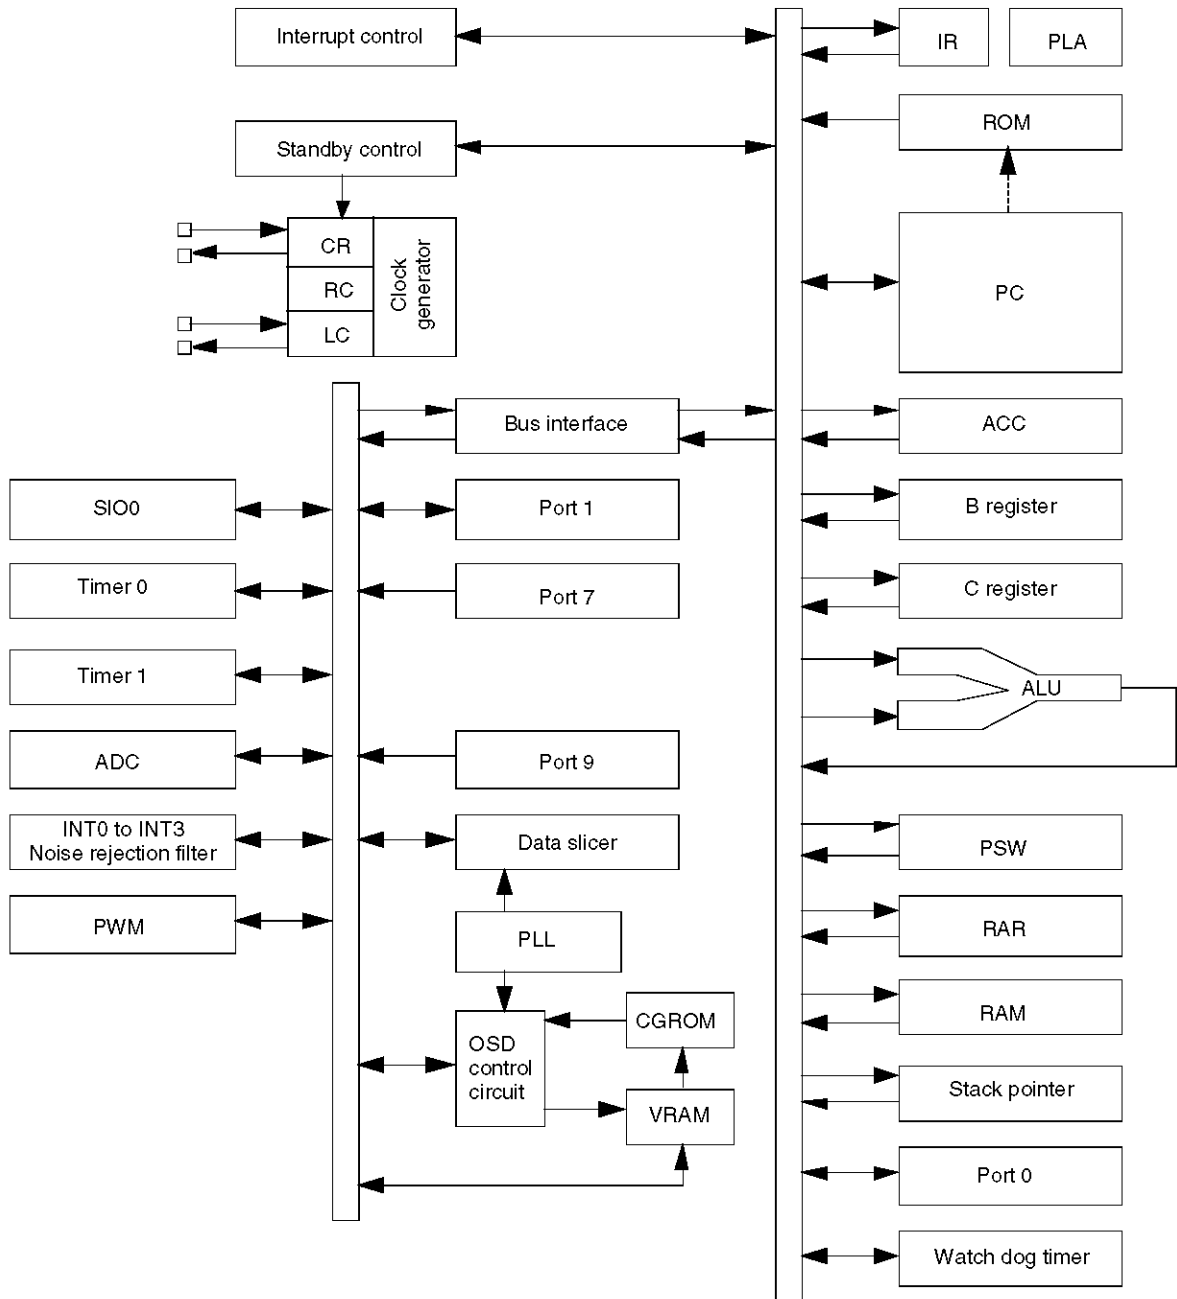 Interrupt control
IR
PLA
ROM
Standby control
CR
RC
LC
Clock
generator
PC
Bus interface
ACC
SIO0
Port 1
B register
Timer 0
Port 7
C register
Timer 1
ALU
ADC
Port 9
INT0 to INT3
Noise rejection filter
Data slicer
PSW
PWM
PLL
RAR
CGROM
RAM
OSD
control
circuit
VRAM
Stack pointer
Port 0
Watch dog timer